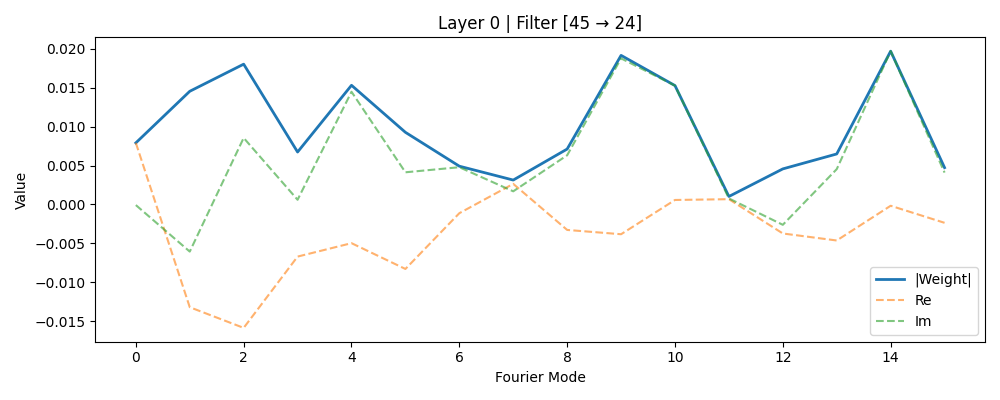 Layer 0 | Filter [45 → 24]
0.020
0.015
0.010
0.005
0.000
−0.005
−0.010
−0.015
Value
0 2 4 6 8 10 12 14
Fourier Mode
|Weight|
Re
Im